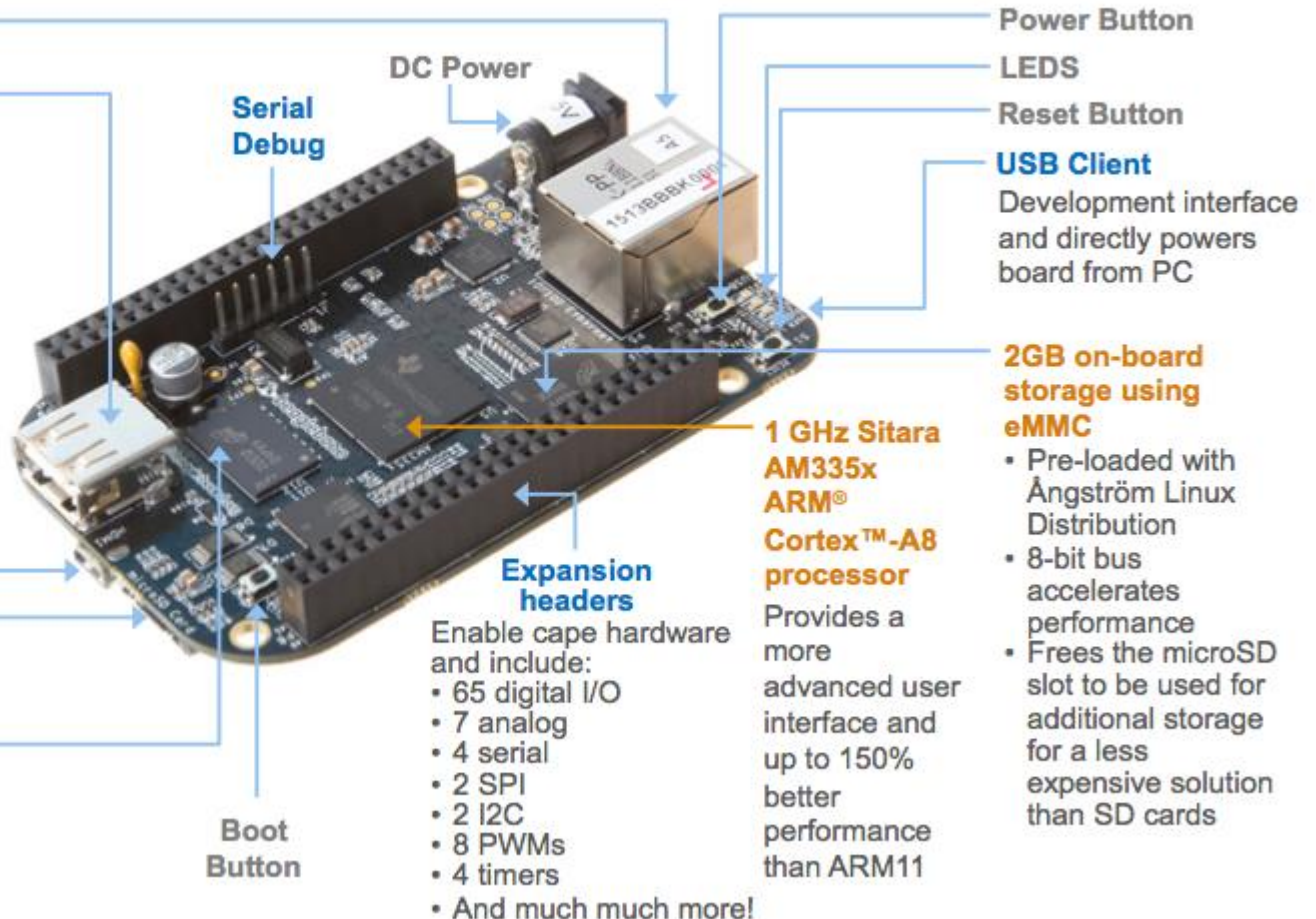 Power Button
LEDS
Reset Button
USB Client
Development interface
and directly powers
board from PC
DC Power
Serial
Debug
5V
A5
1513BBBK000
2GB on-board
storage using
eMMC
• Pre-loaded with
Ångström Linux
Distribution
• 8-bit bus
accelerates
performance
• Frees the microSD
slot to be used for
additional storage
for a less
expensive solution
than SD cards
1 GHz Sitara
AM335x
ARM®
Cortex™-A8
processor
Provides a
more
advanced user
interface and
up to 150%
better
performance
than ARM11
Expansion
headers
Enable cape hardware
and include:
• 65 digital I/O
• 7 analog
• 4 serial
• 2 SPI
• 2 I2C
• 8 PWMs
• 4 timers
• And much much more!
microSD Card
Boot
Button